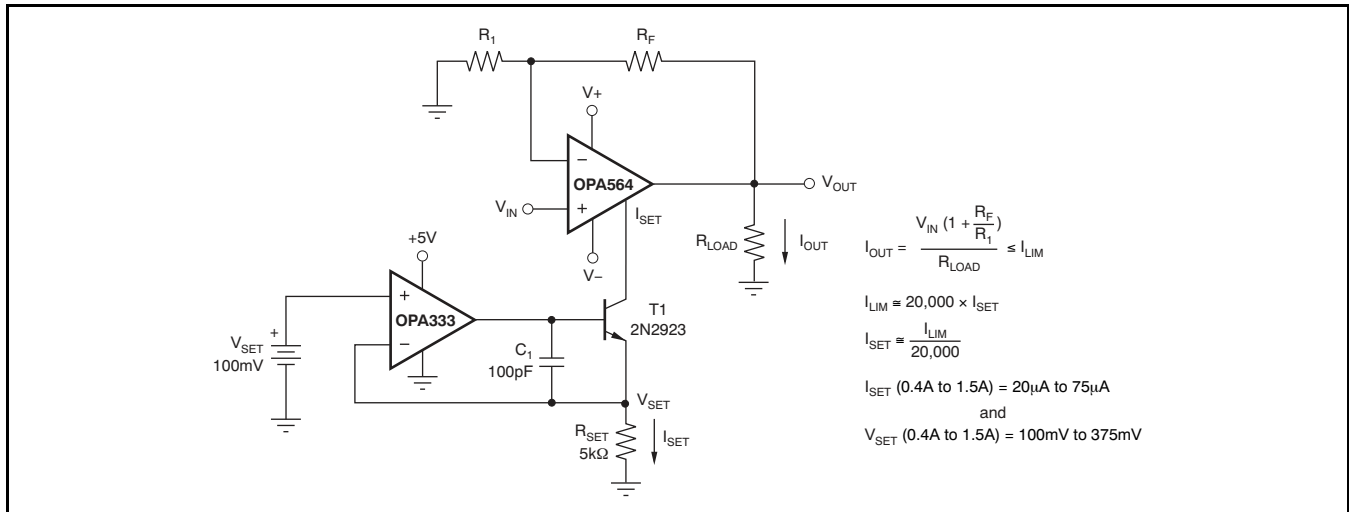 R1
RF
V+
−
OPA564
+
VIN
ISET
V−
VOUT
RLOAD
IOUT
+5V
+
OPA333
−
+
VSET
100mV
C1
100pF
T1
2N2923
VSET
RSET
5kΩ
ISET
IOUT = VIN (1 + RF/R1) / RLOAD ≤ ILIM
ILIM ≅ 20,000 × ISET
ISET ≅ ILIM / 20,000
ISET (0.4A to 1.5A) = 20µA to 75µA
and
VSET (0.4A to 1.5A) = 100mV to 375mV